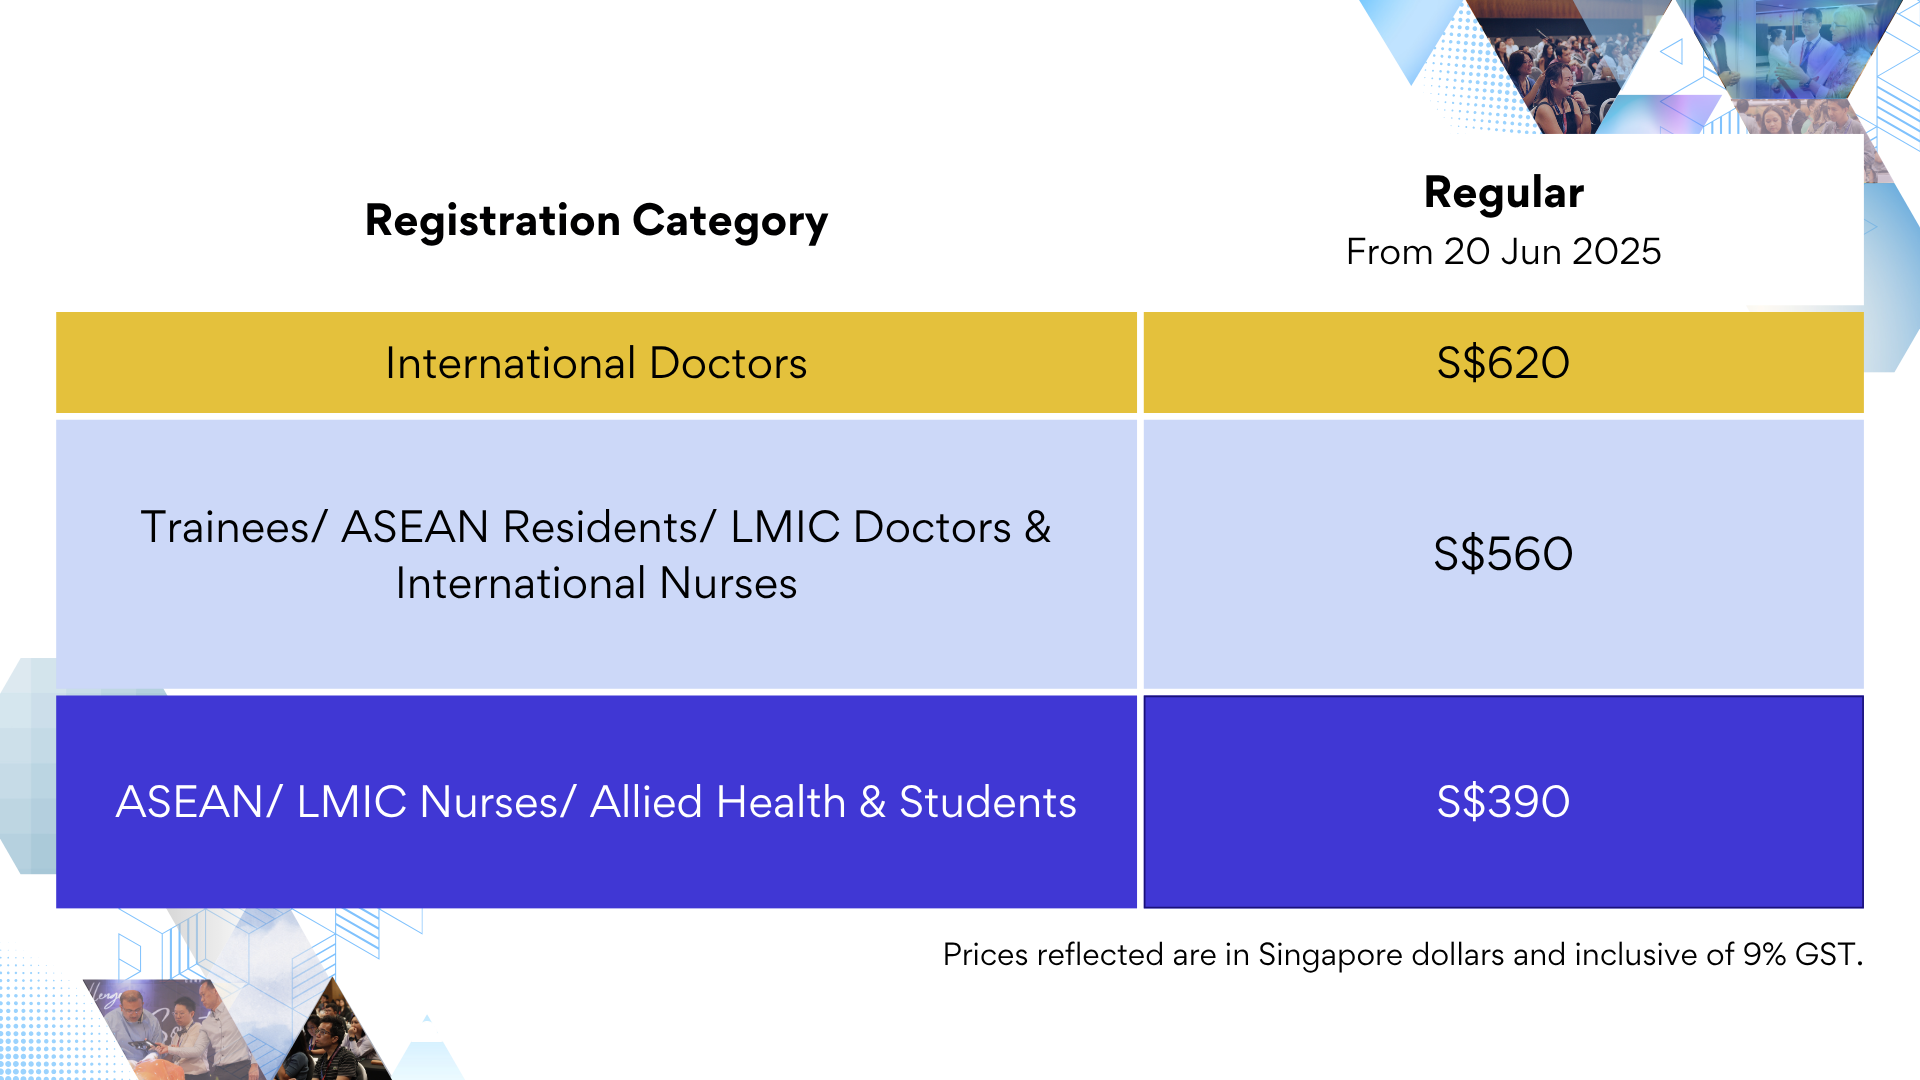 Registration Category
Regular
From 20 Jun 2025
International Doctors
S$620
Trainees/ ASEAN Residents/ LMIC Doctors &
International Nurses
S$560
ASEAN/ LMIC Nurses/ Allied Health & Students
S$390
Prices reflected are in Singapore dollars and inclusive of 9% GST.